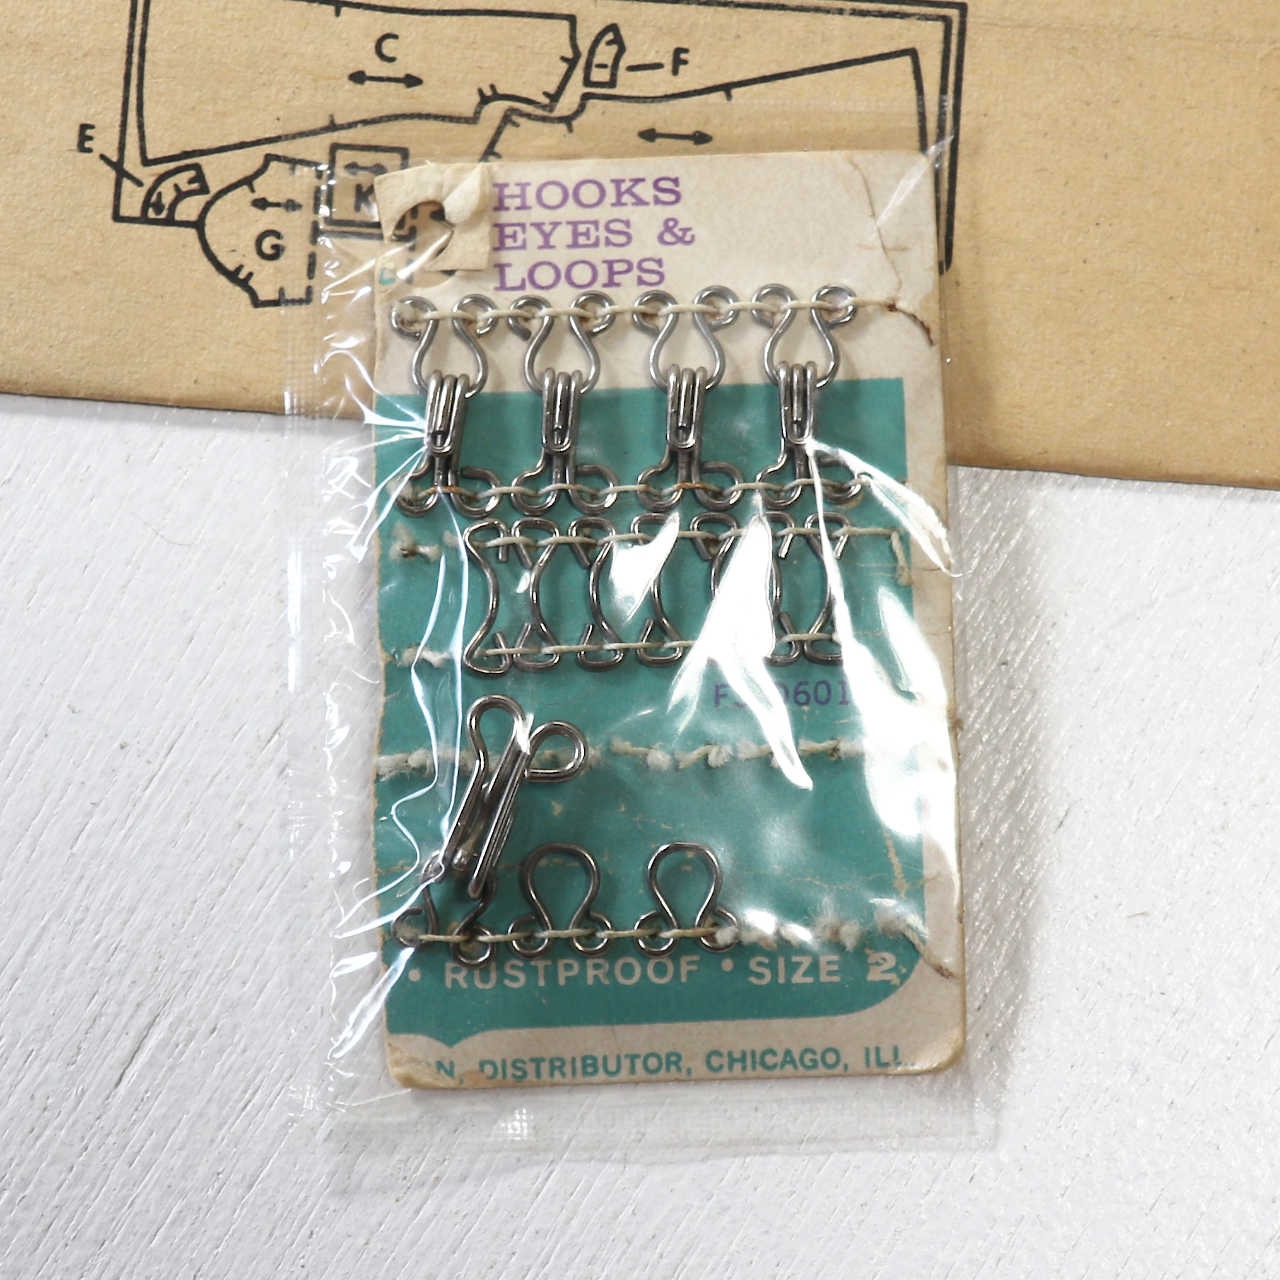 C
F
E
K
G
HOOKS
EYES &
LOOPS
• RUSTPROOF • SIZE 2
DISTRIBUTOR, CHICAGO, ILL.